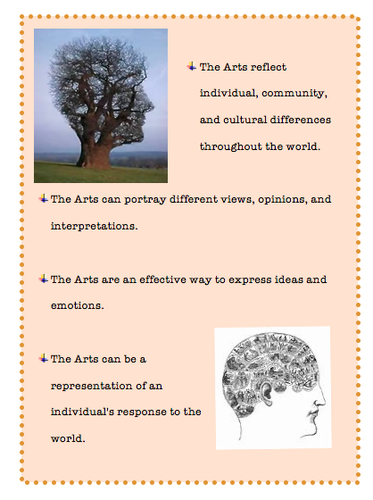 The Arts reflect
individual, community,
and cultural differences
throughout the world.
The Arts can portray different views, opinions, and
interpretations.
The Arts are an effective way to express ideas and
emotions.
The Arts can be a
representation of an
individual's response to the
world.